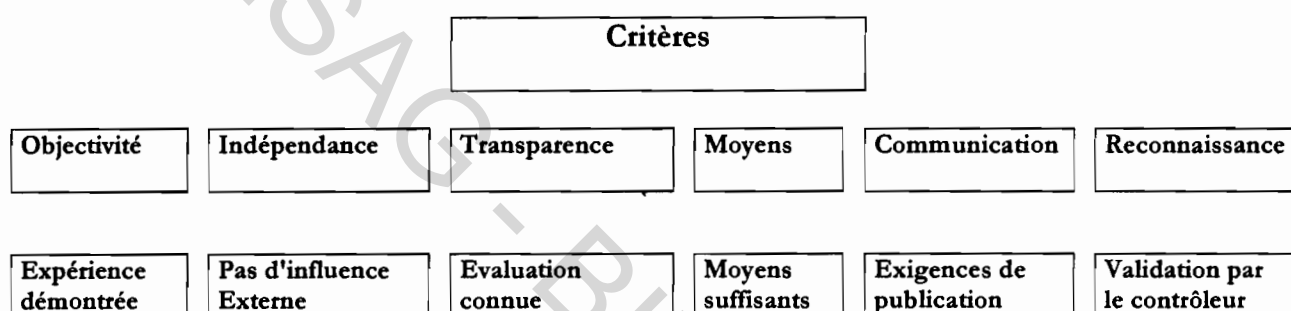 Critères
Objectivité
Indépendance
Transparence
Moyens
Communication
Reconnaissance
Expérience
démontrée
Pas d'influence
Externe
Evaluation
connue
Moyens
suffisants
Exigences de
publication
Validation par
le contrôleur